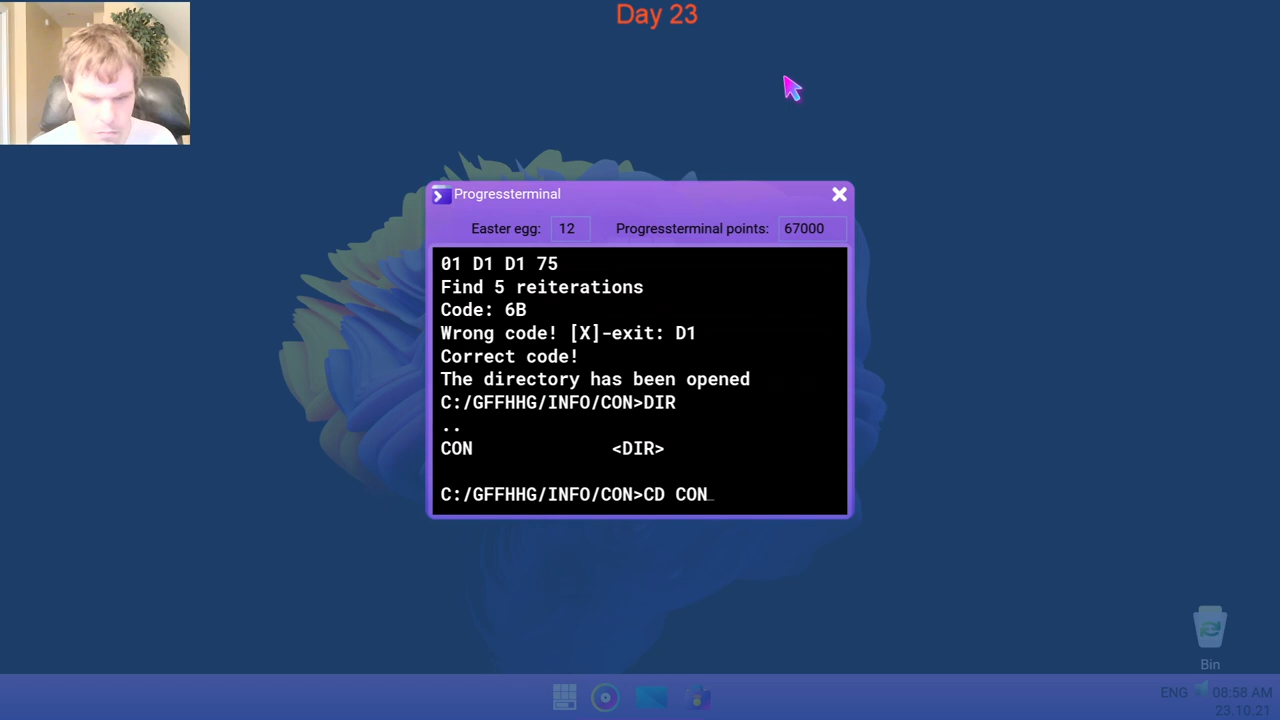 Day 23
Progressterminal
Easter egg: 12 Progressterminal points: 67000
01 D1 D1 75
Find 5 reiterations
Code: 6B
Wrong code! [X]-exit: D1
Correct code!
The directory has been opened
C:/GFFHHG/INFO/CON>DIR
..
CON <DIR>
C:/GFFHHG/INFO/CON>CD CON_
Bin
ENG 08:58 AM
23.10.21